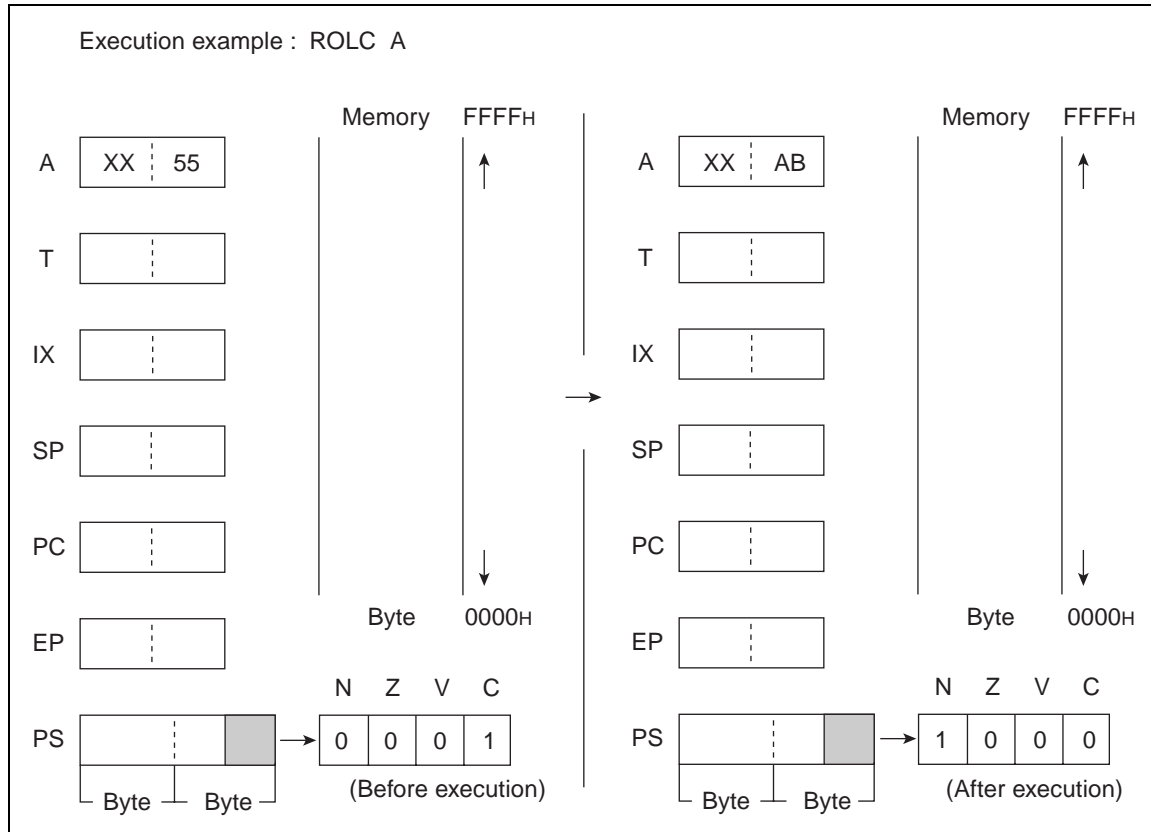 Execution example : ROLC A
Memory FFFFH
A XX 55
T
IX
SP
PC
EP
Byte 0000H
N Z V C
PS 0 0 0 1
Byte Byte (Before execution)
Memory FFFFH
A XX AB
T
IX
SP
PC
EP
Byte 0000H
N Z V C
PS 1 0 0 0
Byte Byte (After execution)